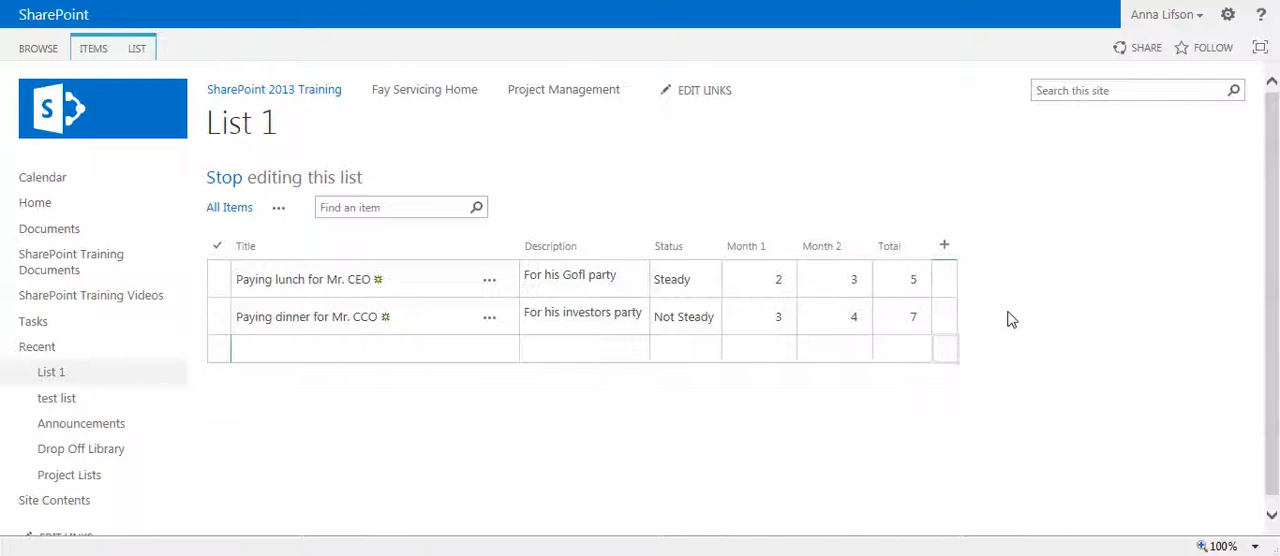 SharePoint
Anna Lifson
?
BROWSE ITEMS LIST
SHARE FOLLOW
S
SharePoint 2013 Training Fay Servicing Home Project Management EDIT LINKS
Search this site
List 1
Stop editing this list
All Items ... Find an item
Title Description Status Month 1 Month 2 Total +
Paying lunch for Mr. CEO ... For his Gofl party Steady 2 3 5
Paying dinner for Mr. CCO ... For his investors party Not Steady 3 4 7
Calendar
Home
Documents
SharePoint Training
Documents
SharePoint Training Videos
Tasks
Recent
List 1
test list
Announcements
Drop Off Library
Project Lists
Site Contents
EDIT LINKS
100%